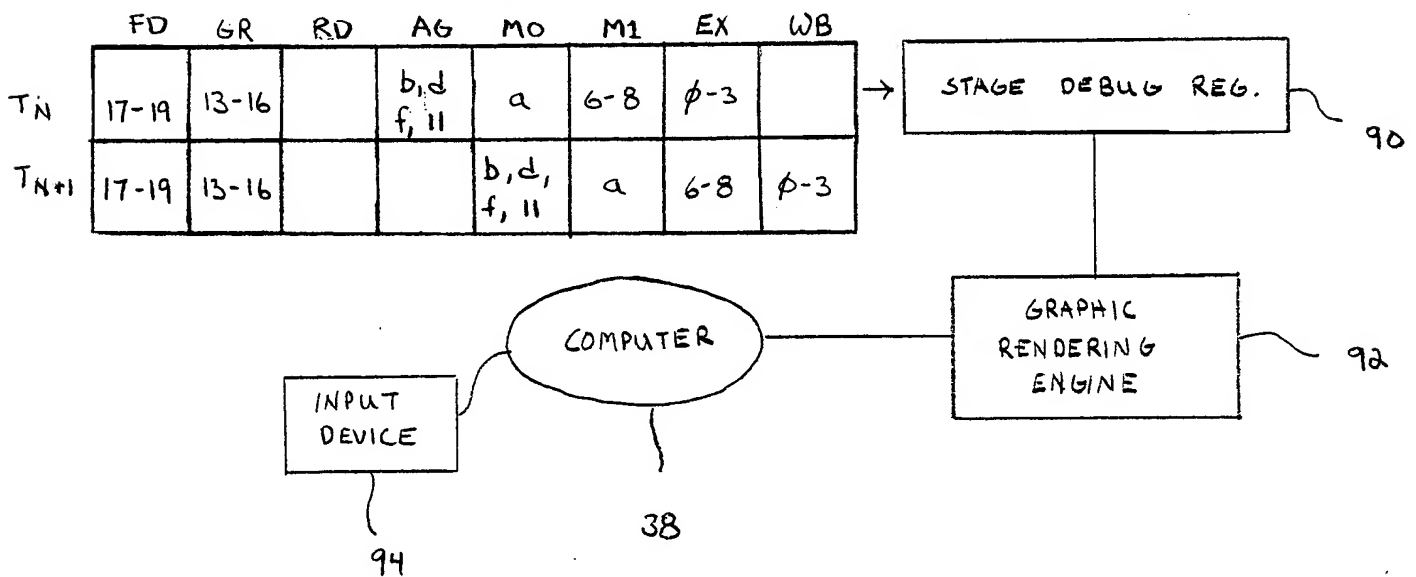 FD GR RD AG M0 M1 EX WB
TN 17-19 13-16 b,d f, 11 a 6-8 φ-3
→ STAGE DEBUG REG.
90
TN+1 17-19 13-16 b,d, f, 11 a 6-8 φ-3
GRAPHIC
RENDERING
ENGINE
92
COMPUTER
38
INPUT
DEVICE
94